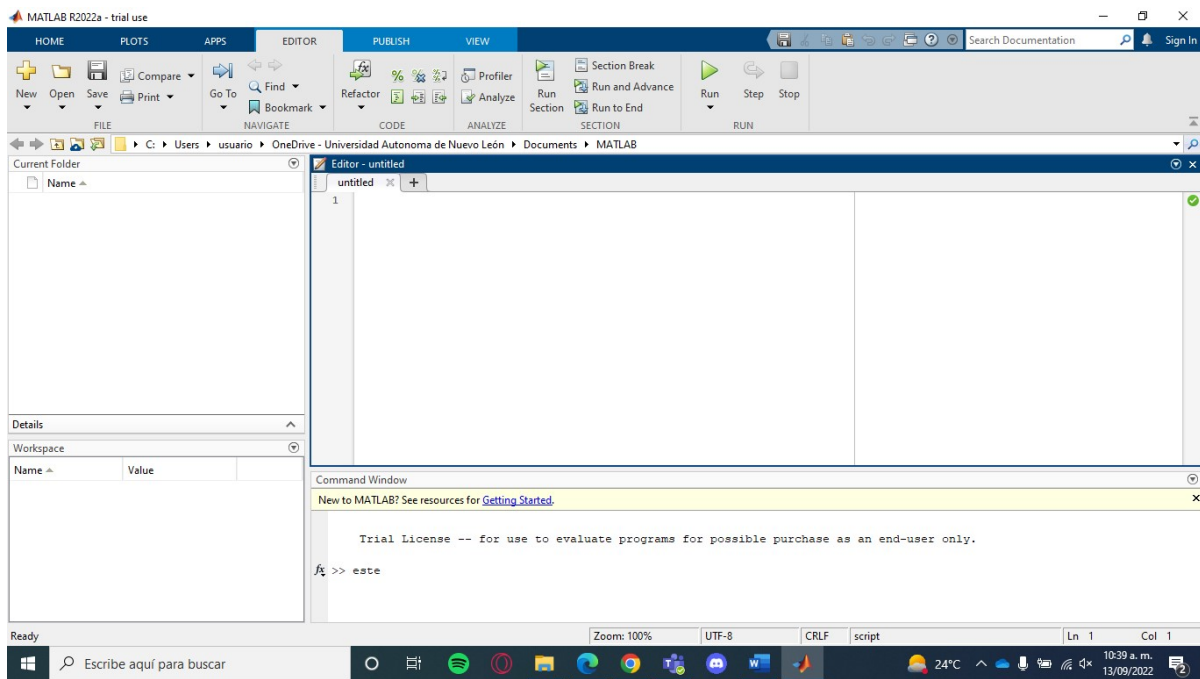 MATLAB R2022a - trial use
HOME PLOTS APPS EDITOR PUBLISH VIEW Search Documentation Sign In
New Open Save Compare Print Go To Find Bookmark Refactor Profiler Analyze Run Section Section Break Run and Advance Run to End Run Step Stop
FILE NAVIGATE CODE ANALYZE SECTION RUN
C: Users usuario OneDrive - Universidad Autonoma de Nuevo León Documents MATLAB
Current Folder
Name
Editor - untitled
untitled +
1
Details
Workspace
Name Value
Command Window
New to MATLAB? See resources for Getting Started.
Trial License -- for use to evaluate programs for possible purchase as an end-user only.
fx >> este
Ready Zoom: 100% UTF-8 CRLF script Ln 1 Col 1
Escribe aquí para buscar 24°C 10:39 a. m.
13/09/2022 2